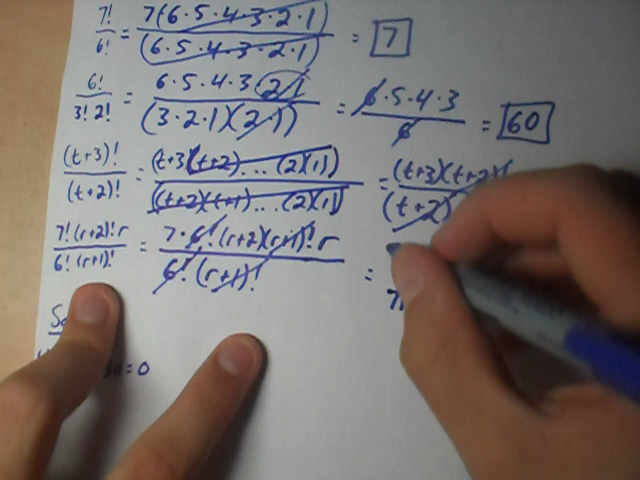 7!/6! = 7(6·5·4·3·2·1)/(6·5·4·3·2·1) = 7
6!/3!2! = 6·5·4·3·2·1/(3·2·1)(2·1) = 6·5·4·3/6 = 60
(t+3)!/(t+2)! = (t+3)(t+2)...(2)(1)/(t+2)(t+1)...(2)(1) = (t+3)(t+2)!/(t+2)
7!(r+2)!r/6!(r+1)! = 7·6!(r+2)(r+1)!r/6!(r+1)! = 7
=0